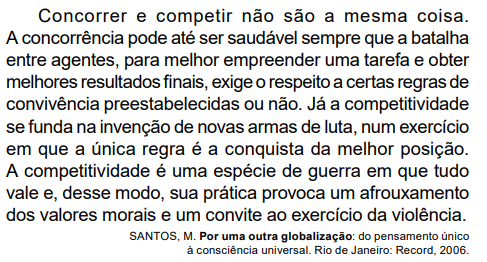 Concorrer e competir não são a mesma coisa.
A concorrência pode até ser saudável sempre que a batalha
entre agentes, para melhor empreender uma tarefa e obter
melhores resultados finais, exige o respeito a certas regras de
convivência preestabelecidas ou não. Já a competitividade
se funda na invenção de novas armas de luta, num exercício
em que a única regra é a conquista da melhor posição.
A competitividade é uma espécie de guerra em que tudo
vale e, desse modo, sua prática provoca um afrouxamento
dos valores morais e um convite ao exercício da violência.
SANTOS, M. Por uma outra globalização: do pensamento único
à consciência universal. Rio de Janeiro: Record, 2006.